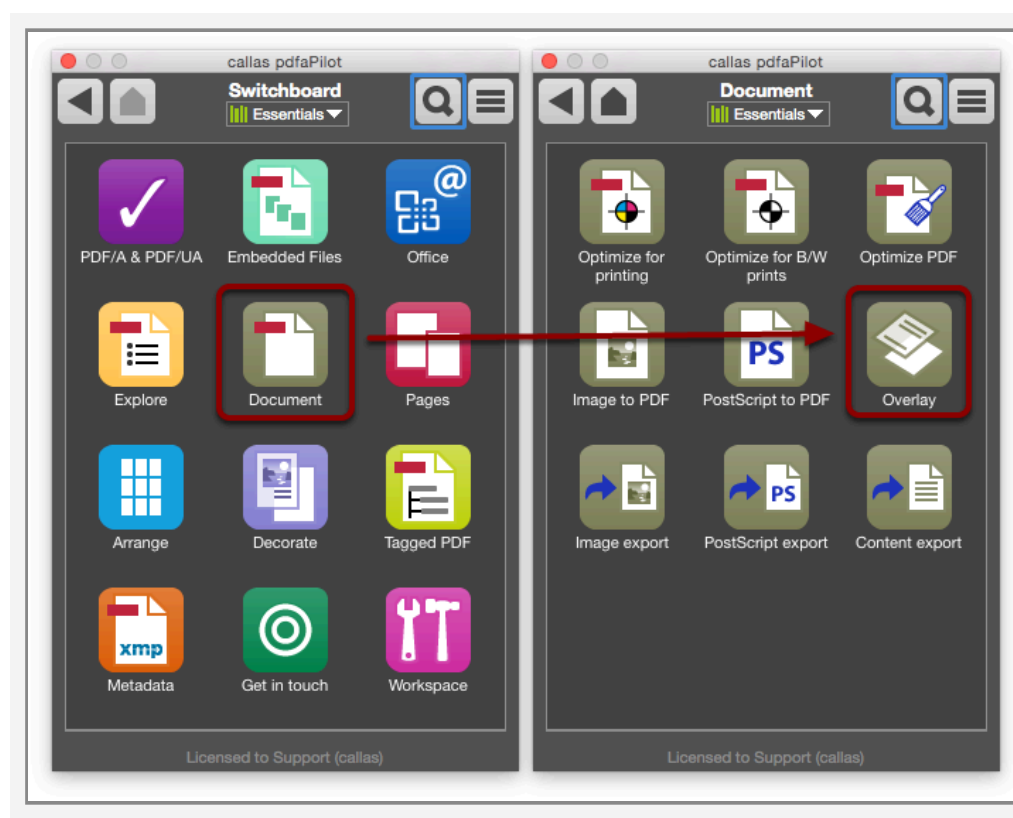 callas pdfaPilot
Switchboard
Essentials
PDF/A & PDF/UA
Embedded Files
@
Office
Explore
Document
Pages
Arrange
Decorate
Tagged PDF
xmp
Metadata
Get in touch
Workspace
Licensed to Support (callas)
callas pdfaPilot
Document
Essentials
Optimize for
printing
Optimize for B/W
prints
Optimize PDF
Image to PDF
PS
PostScript to PDF
Overlay
Image export
PS
PostScript export
Content export
Licensed to Support (callas)